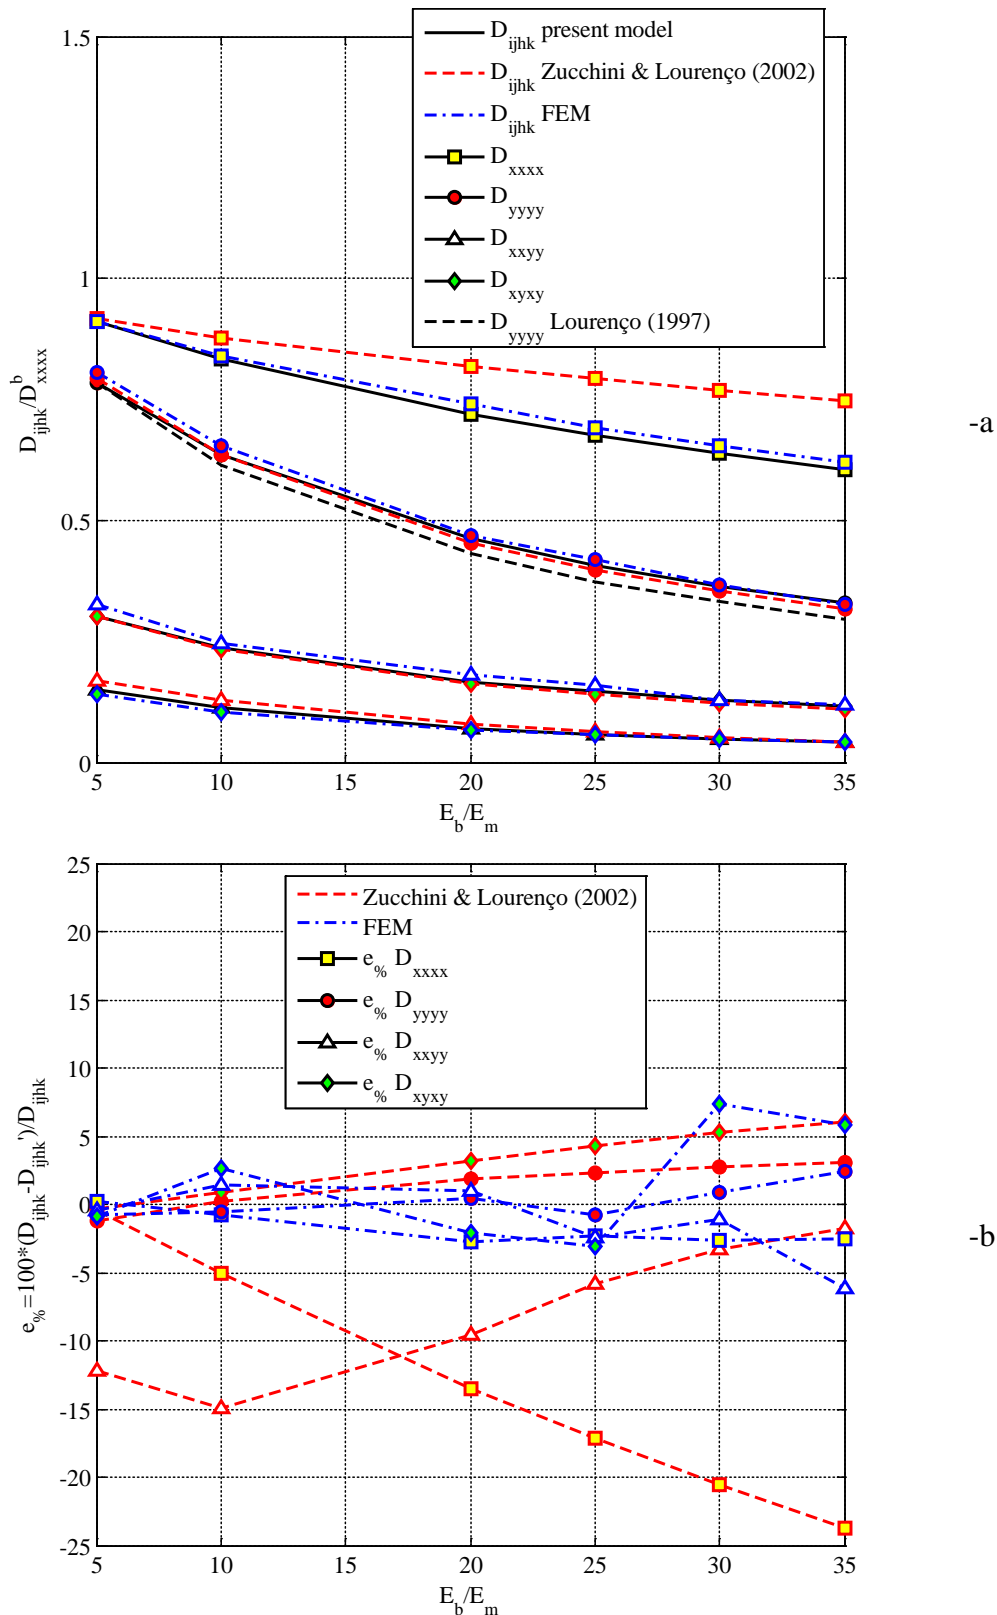 1.5
1
0.5
0
5
10
15
20
25
30
35
D_ijhk/D^b_xxxx
E_b/E_m
D_ijhk present model
D_ijhk Zucchini & Lourenço (2002)
D_ijhk FEM
D_xxxx
D_yyyy
D_xxyy
D_xyxy
D_yyyy Lourenço (1997)
-a
25
20
15
10
5
0
-5
-10
-15
-20
-25
5
10
15
20
25
30
35
e_%=100*(D_ijhk-D_ijhk')/D_ijhk
E_b/E_m
Zucchini & Lourenço (2002)
FEM
e_% D_xxxx
e_% D_yyyy
e_% D_xxyy
e_% D_xyxy
-b